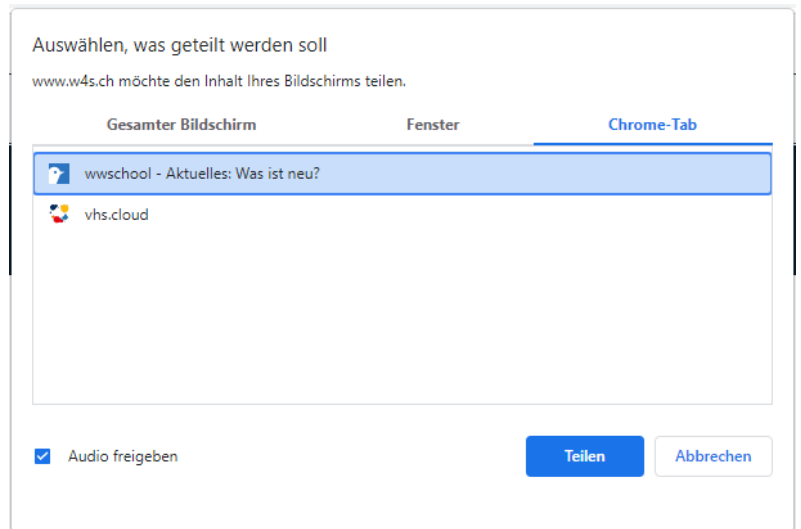 Auswählen, was geteilt werden soll
www.w4s.ch möchte den Inhalt Ihres Bildschirms teilen.
Gesamter Bildschirm Fenster Chrome-Tab
wwschool - Aktuelles: Was ist neu?
vhs.cloud
Audio freigeben Teilen Abbrechen